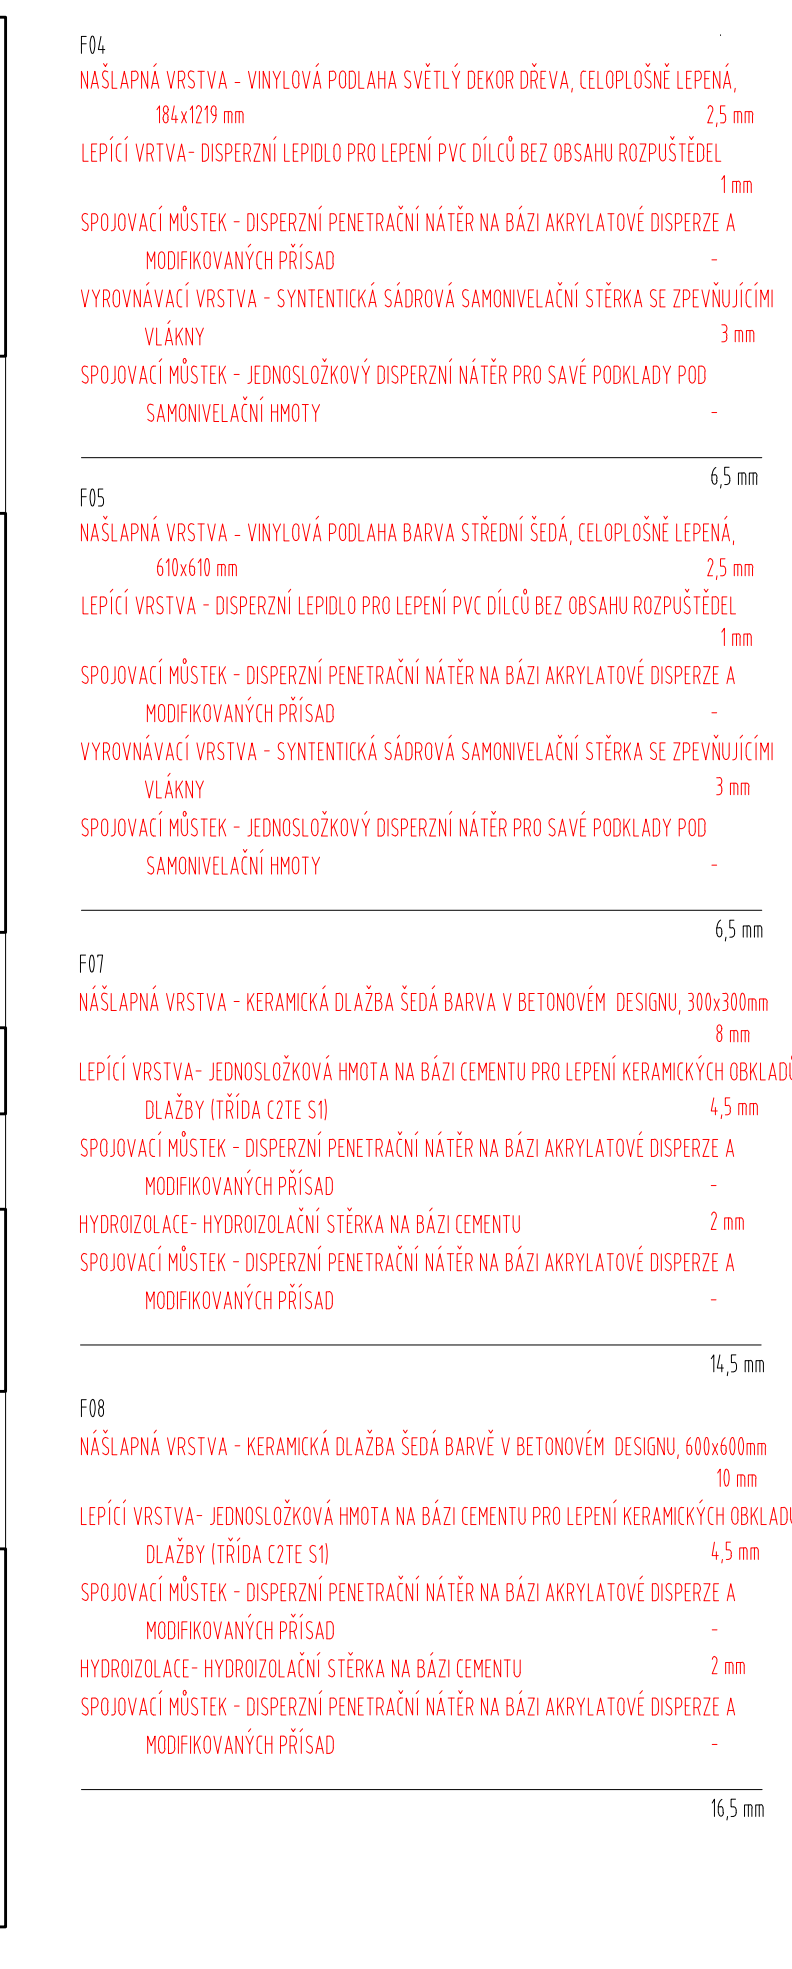 F04
NAŠLAPNÁ VRSTVA - VINYLOVÁ PODLAHA SVĚTLÝ DEKOR DŘEVA, CELOPLOŠNĚ LEPENÁ,
184x1219 mm 2,5 mm
LEPÍCÍ VRTVA- DISPERZNÍ LEPIDLO PRO LEPENÍ PVC DÍLCŮ BEZ OBSAHU ROZPUŠTĚDEL
1 mm
SPOJOVACÍ MŮSTEK - DISPERZNÍ PENETRAČNÍ NÁTĚR NA BÁZI AKRYLATOVÉ DISPERZE A
MODIFIKOVANÝCH PŘÍSAD -
VYROVNÁVACÍ VRSTVA - SYNTENTICKÁ SÁDROVÁ SAMONIVELAČNÍ STĚRKA SE ZPEVŇUJÍCÍMI
VLÁKNY 3 mm
SPOJOVACÍ MŮSTEK - JEDNOSLOŽKOVÝ DISPERZNÍ NÁTĚR PRO SAVÉ PODKLADY POD
SAMONIVELAČNÍ HMOTY -
6,5 mm
F05
NAŠLAPNÁ VRSTVA - VINYLOVÁ PODLAHA BARVA STŘEDNÍ ŠEDÁ, CELOPLOŠNĚ LEPENÁ,
610x610 mm 2,5 mm
LEPÍCÍ VRSTVA - DISPERZNÍ LEPIDLO PRO LEPENÍ PVC DÍLCŮ BEZ OBSAHU ROZPUŠTĚDEL
1 mm
SPOJOVACÍ MŮSTEK - DISPERZNÍ PENETRAČNÍ NÁTĚR NA BÁZI AKRYLATOVÉ DISPERZE A
MODIFIKOVANÝCH PŘÍSAD -
VYROVNÁVACÍ VRSTVA - SYNTENTICKÁ SÁDROVÁ SAMONIVELAČNÍ STĚRKA SE ZPEVŇUJÍCÍMI
VLÁKNY 3 mm
SPOJOVACÍ MŮSTEK - JEDNOSLOŽKOVÝ DISPERZNÍ NÁTĚR PRO SAVÉ PODKLADY POD
SAMONIVELAČNÍ HMOTY -
6,5 mm
F07
NÁŠLAPNÁ VRSTVA - KERAMICKÁ DLAŽBA ŠEDÁ BARVA V BETONOVÉM DESIGNU, 300x300mm
8 mm
LEPÍCÍ VRSTVA- JEDNOSLOŽKOVÁ HMOTA NA BÁZI CEMENTU PRO LEPENÍ KERAMICKÝCH OBKLADŮ
DLAŽBY (TŘÍDA C2TE S1) 4,5 mm
SPOJOVACÍ MŮSTEK - DISPERZNÍ PENETRAČNÍ NÁTĚR NA BÁZI AKRYLATOVÉ DISPERZE A
MODIFIKOVANÝCH PŘÍSAD -
HYDROIZOLACE- HYDROIZOLAČNÍ STĚRKA NA BÁZI CEMENTU 2 mm
SPOJOVACÍ MŮSTEK - DISPERZNÍ PENETRAČNÍ NÁTĚR NA BÁZI AKRYLATOVÉ DISPERZE A
MODIFIKOVANÝCH PŘÍSAD -
14,5 mm
F08
NÁŠLAPNÁ VRSTVA - KERAMICKÁ DLAŽBA ŠEDÁ BARVĚ V BETONOVÉM DESIGNU, 600x600mm
10 mm
LEPÍCÍ VRSTVA- JEDNOSLOŽKOVÁ HMOTA NA BÁZI CEMENTU PRO LEPENÍ KERAMICKÝCH OBKLADŮ
DLAŽBY (TŘÍDA C2TE S1) 4,5 mm
SPOJOVACÍ MŮSTEK - DISPERZNÍ PENETRAČNÍ NÁTĚR NA BÁZI AKRYLATOVÉ DISPERZE A
MODIFIKOVANÝCH PŘÍSAD -
HYDROIZOLACE- HYDROIZOLAČNÍ STĚRKA NA BÁZI CEMENTU 2 mm
SPOJOVACÍ MŮSTEK - DISPERZNÍ PENETRAČNÍ NÁTĚR NA BÁZI AKRYLATOVÉ DISPERZE A
MODIFIKOVANÝCH PŘÍSAD -
16,5 mm